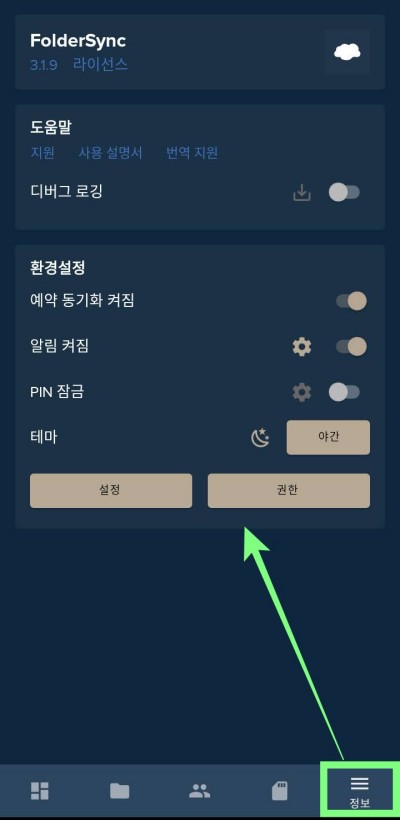 FolderSync
3.1.9 라이선스
도움말
지원 사용 설명서 번역 지원
디버그 로깅
환경설정
예약 동기화 켜짐
알림 켜짐
PIN 잠금
테마 야간
설정 권한
정보